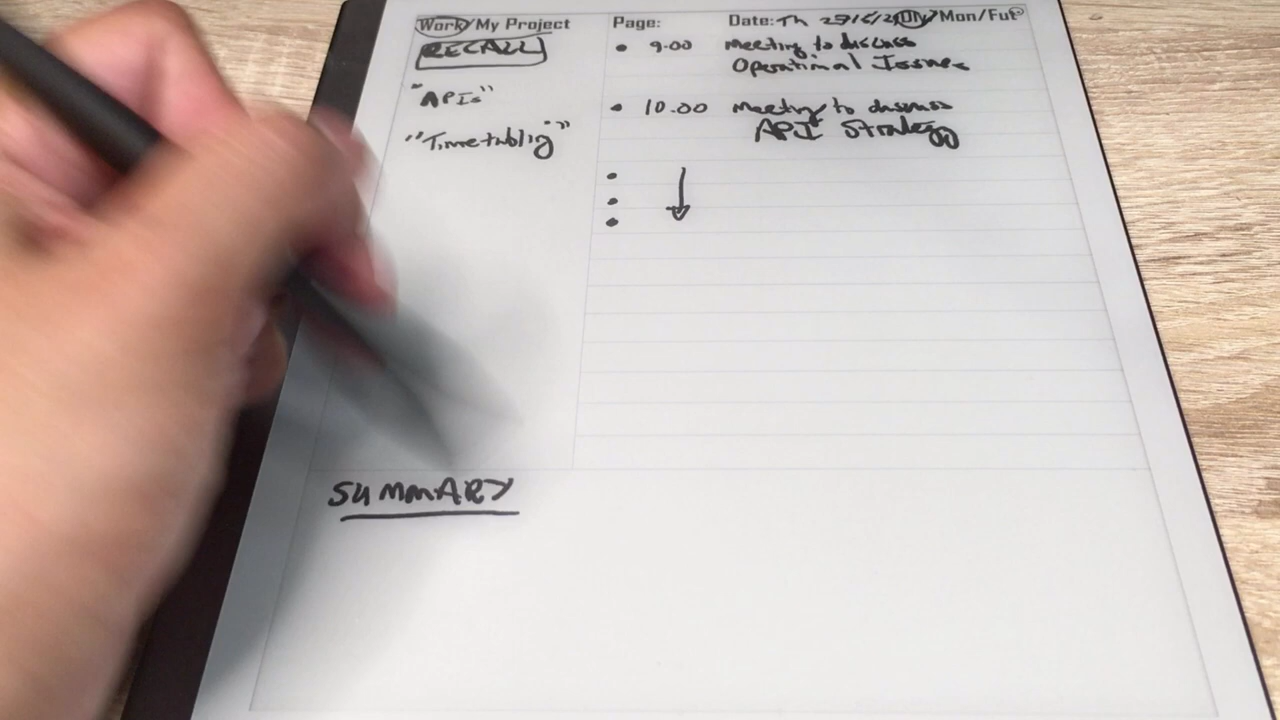 Work/My Project
Page:
Date: Th Dly/Mon/Fut
RECALL
"APIs"
• 9.00 Meeting to discuss
Operational Issues
• 10.00 Meeting to discuss
API Strategy
SUMMARY